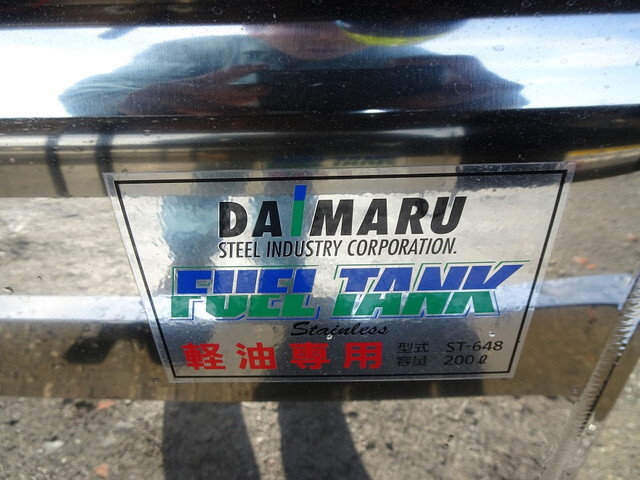 DAiMARU
STEEL INDUSTRY CORPORATION.
FUEL TANK
Stainless
軽油専用
型式 ST-648
容量 200ℓ